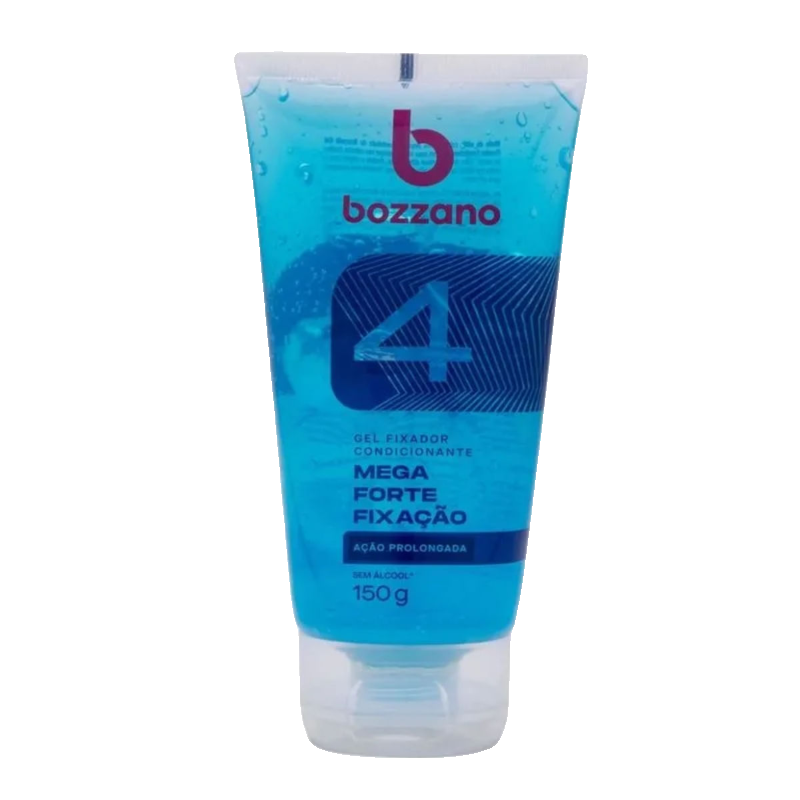 b
bozzano
4
GEL FIXADOR
CONDICIONANTE
MEGA
FORTE
FIXAÇÃO
AÇÃO PROLONGADA
SEM ÁLCOOL*
150g